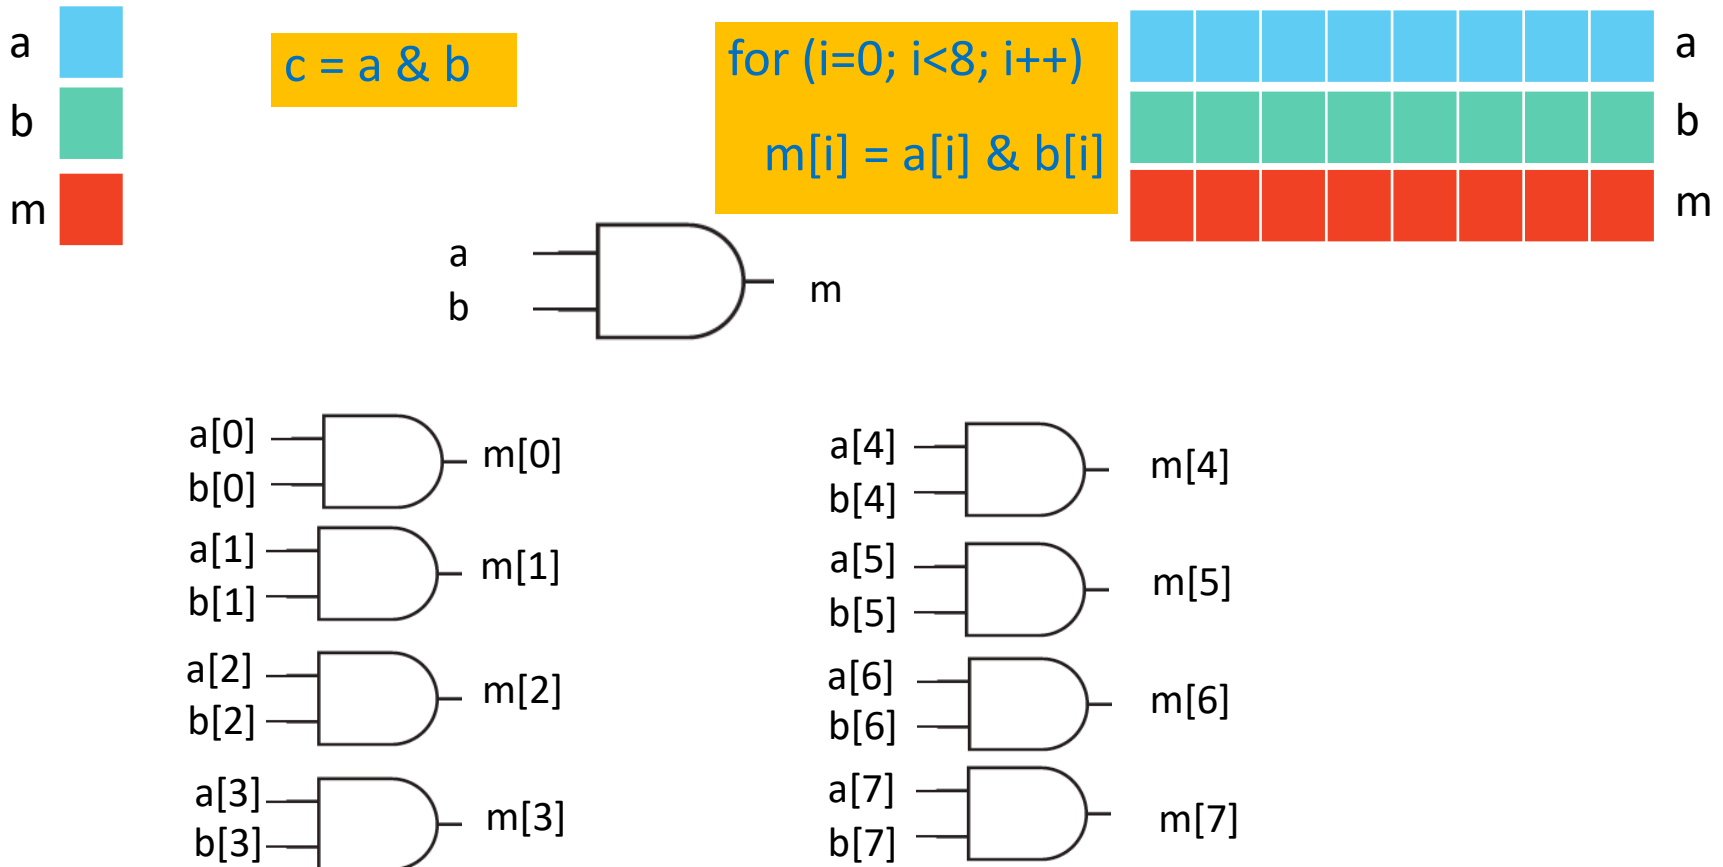 a
b
m
c = a & b
for (i=0; i<8; i++)
m[i] = a[i] & b[i]
a
b
m
a
b
m
a[0]
b[0]
m[0]
a[1]
b[1]
m[1]
a[2]
b[2]
m[2]
a[3]
b[3]
m[3]
a[4]
b[4]
m[4]
a[5]
b[5]
m[5]
a[6]
b[6]
m[6]
a[7]
b[7]
m[7]